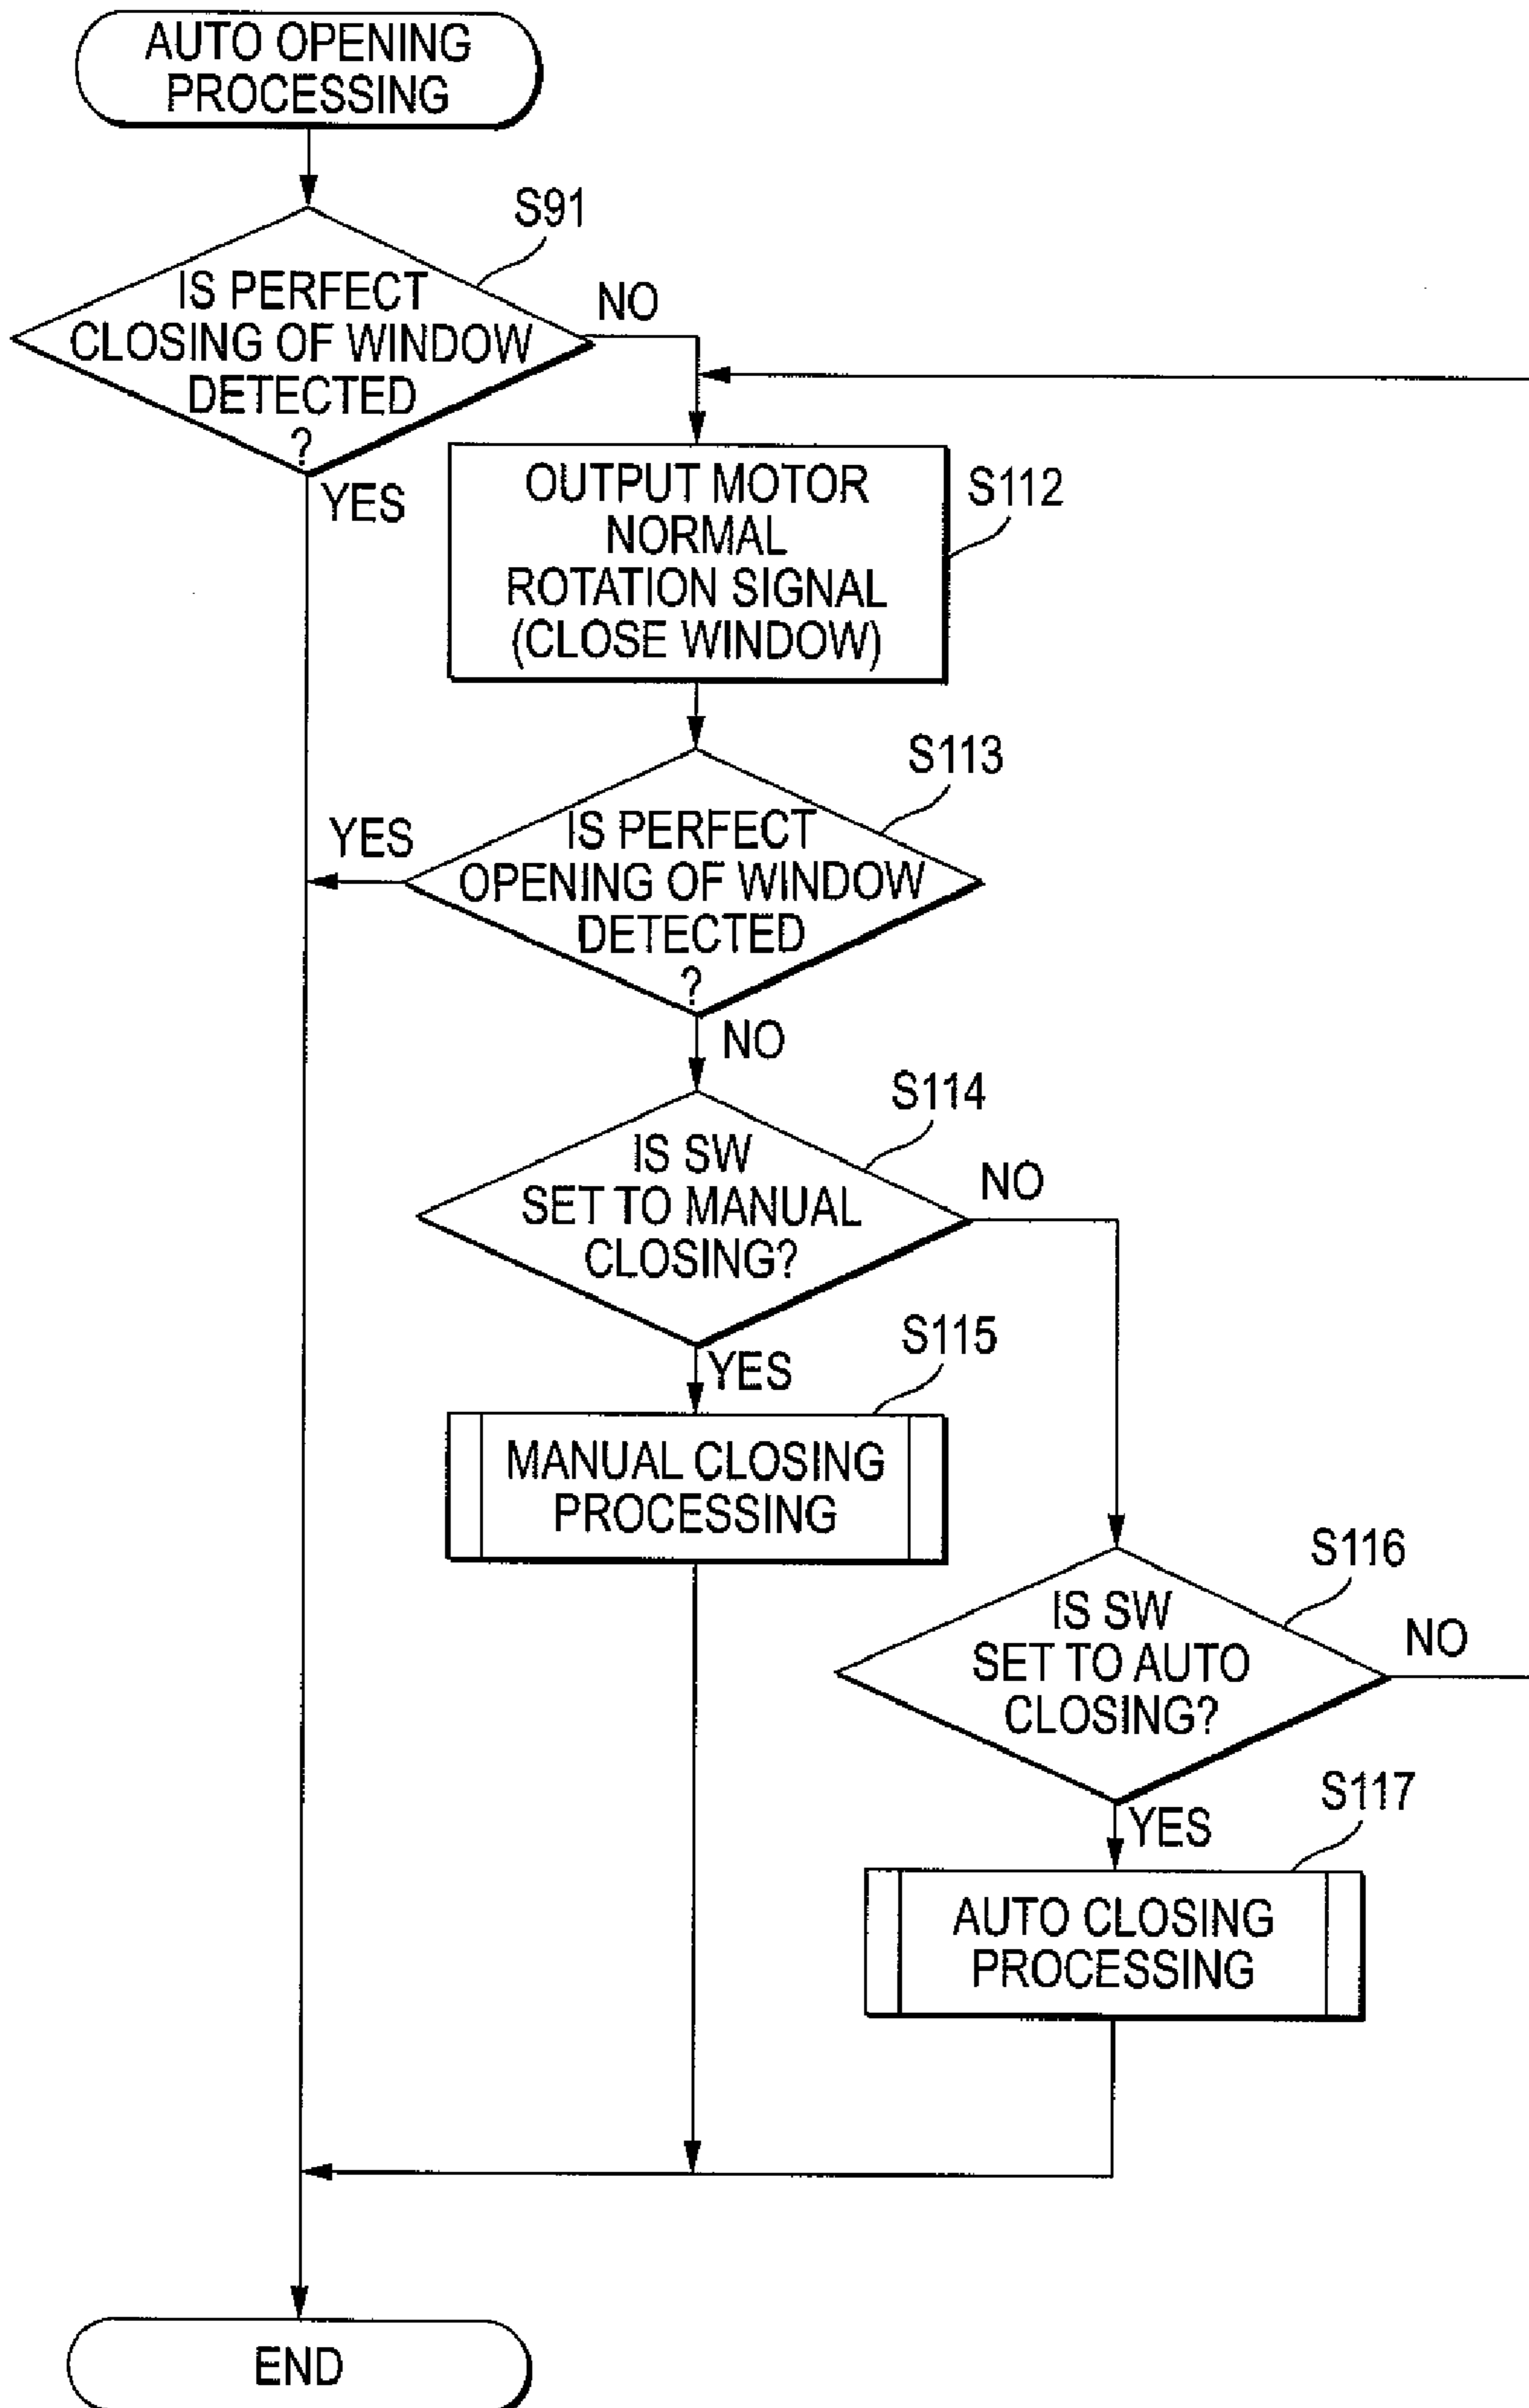 AUTO OPENING
PROCESSING
S91
IS PERFECT
CLOSING OF WINDOW
DETECTED
?
NO
YES
OUTPUT MOTOR
NORMAL
ROTATION SIGNAL
(CLOSE WINDOW)
S112
S113
IS PERFECT
OPENING OF WINDOW
DETECTED
?
YES
NO
S114
IS SW
SET TO MANUAL
CLOSING?
NO
YES
S115
MANUAL CLOSING
PROCESSING
S116
IS SW
SET TO AUTO
CLOSING?
NO
YES
S117
AUTO CLOSING
PROCESSING
END